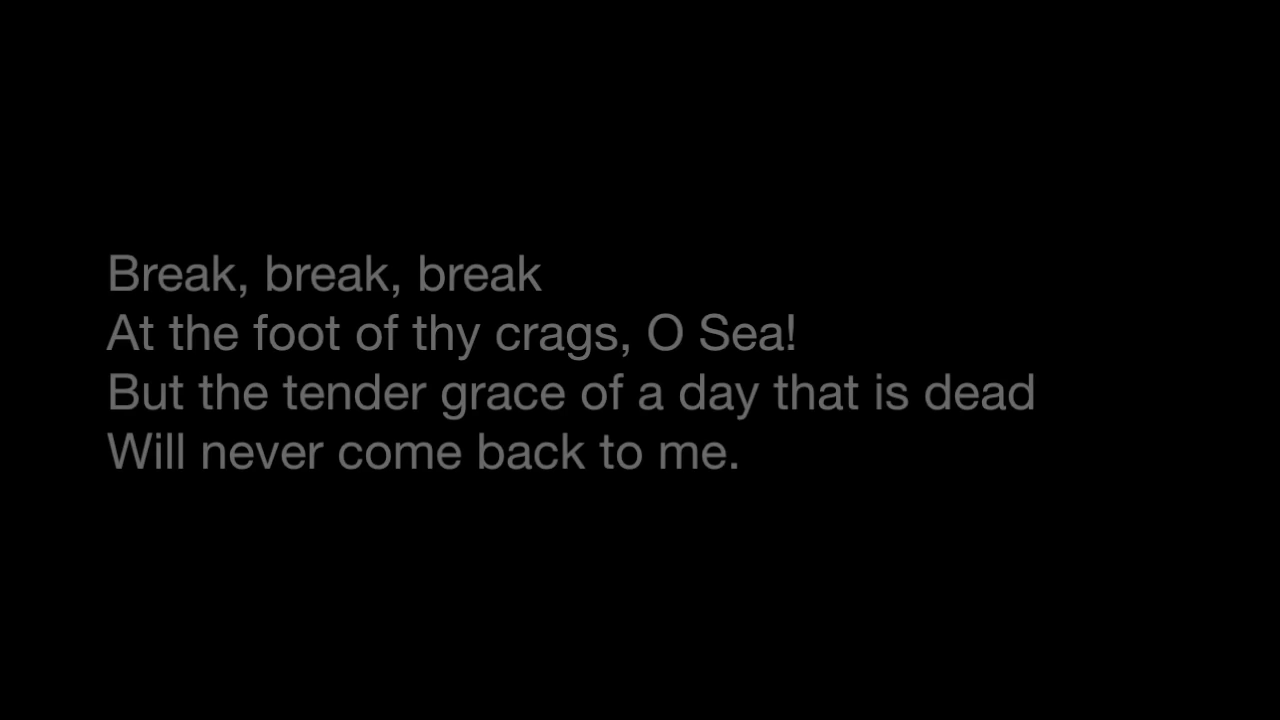 Break, break, break
At the foot of thy crags, O Sea!
But the tender grace of a day that is dead
Will never come back to me.